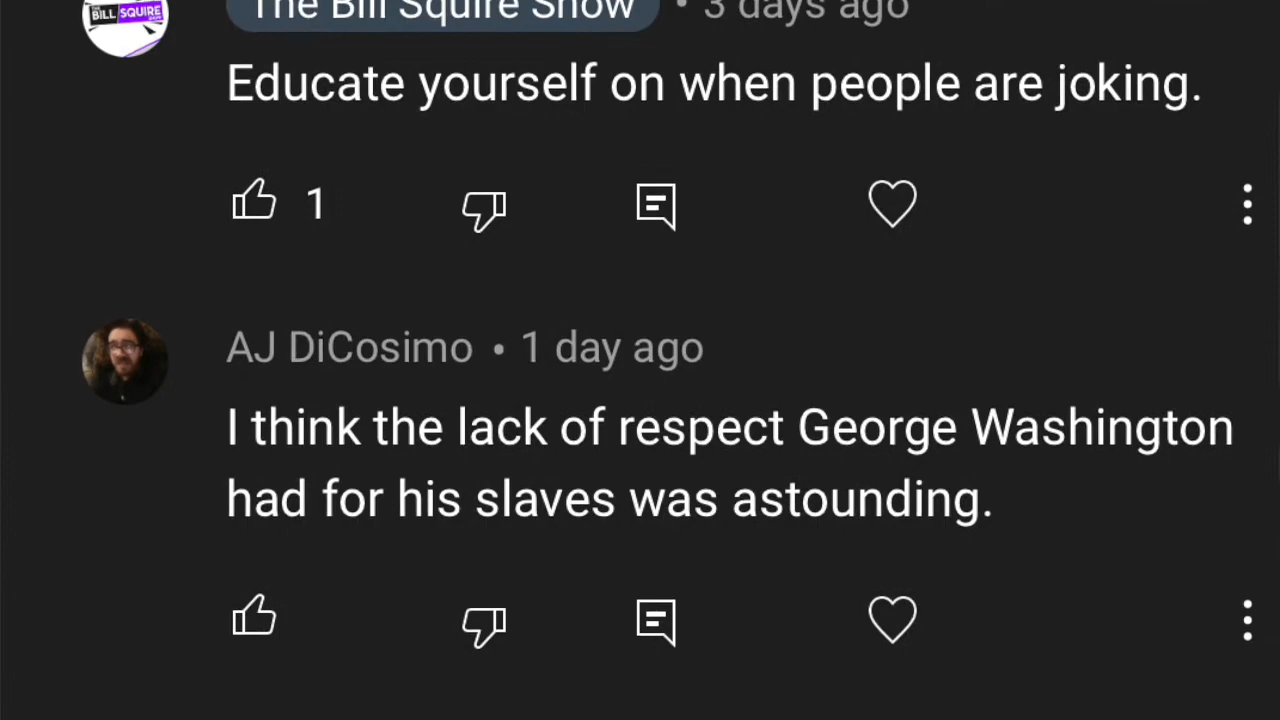 BILL SQUIRE
The Bill Squire Show • 3 days ago
Educate yourself on when people are joking.
1
AJ DiCosimo • 1 day ago
I think the lack of respect George Washington
had for his slaves was astounding.